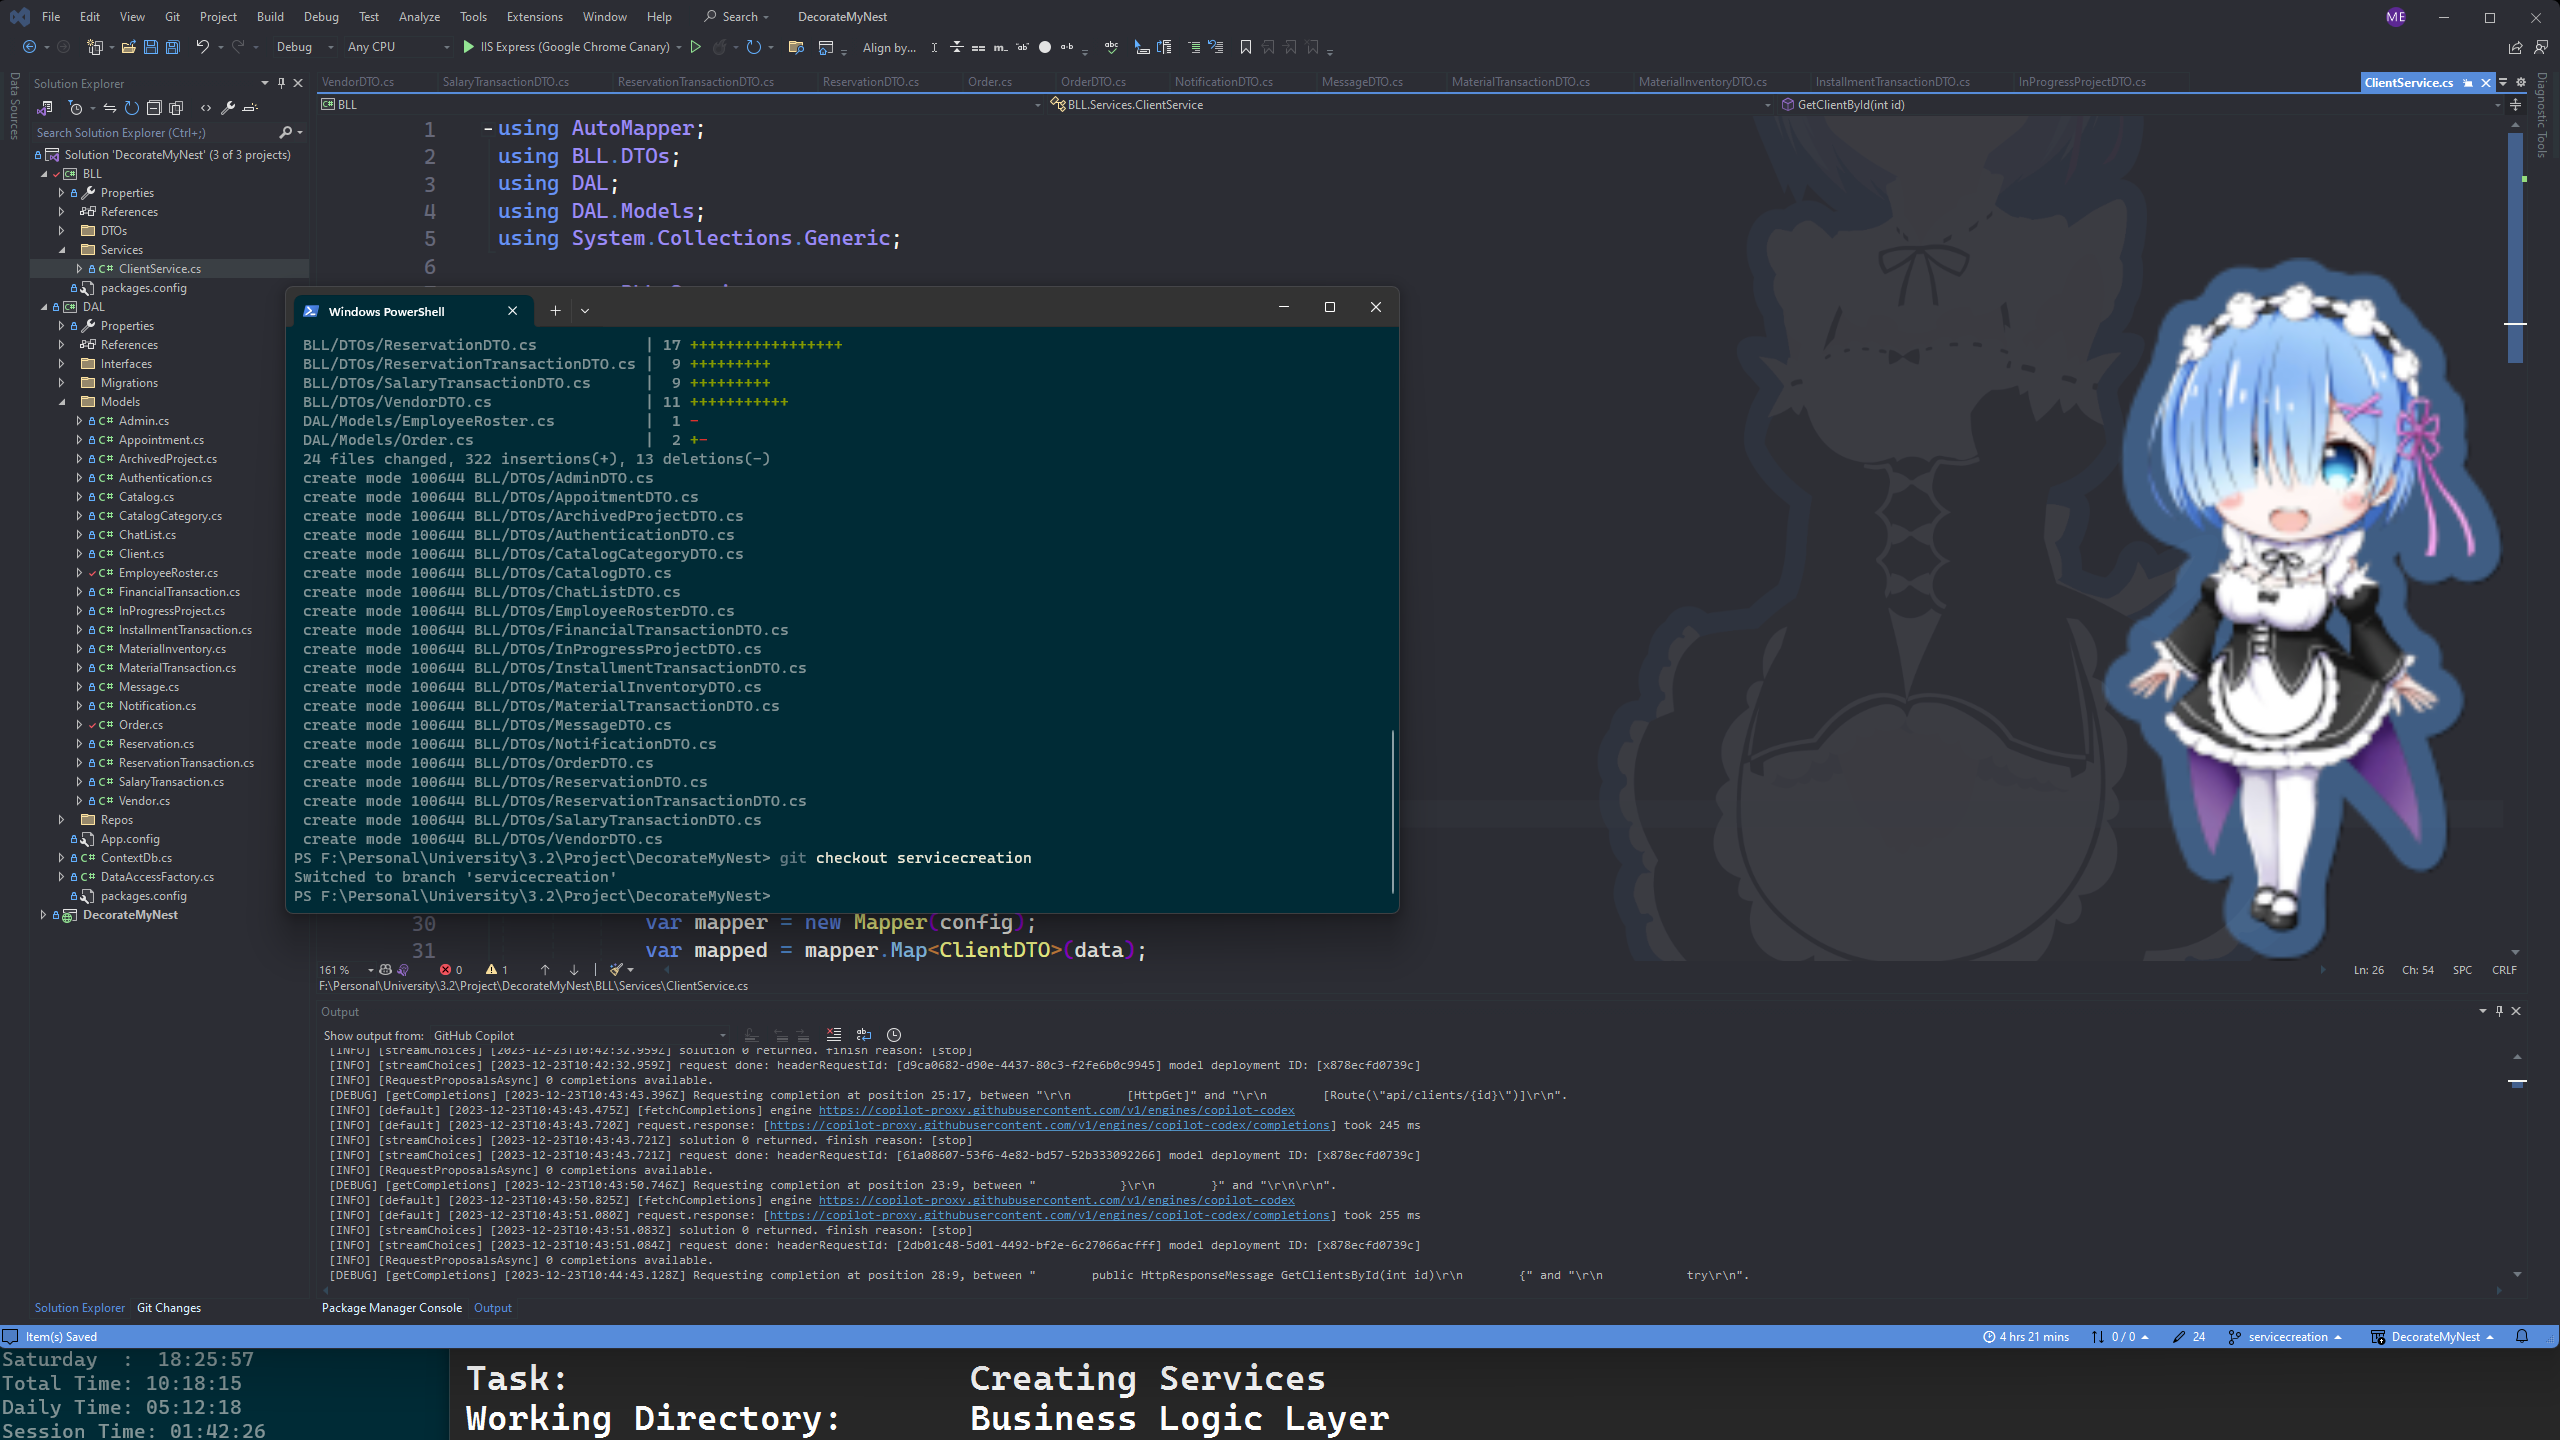 File Edit View Git Project Build Debug Test Analyze Tools Extensions Window Help Search DecorateMyNest ME
Debug Any CPU IIS Express (Google Chrome Canary) Align by...
Data Sources
Solution Explorer
Search Solution Explorer (Ctrl+;)
Solution 'DecorateMyNest' (3 of 3 projects)
BLL
Properties
References
DTOs
Services
ClientService.cs
packages.config
DAL
Properties
References
Interfaces
Migrations
Models
Admin.cs
Appointment.cs
ArchivedProject.cs
Authentication.cs
Catalog.cs
CatalogCategory.cs
ChatList.cs
Client.cs
EmployeeRoster.cs
FinancialTransaction.cs
InProgressProject.cs
InstallmentTransaction.cs
MaterialInventory.cs
MaterialTransaction.cs
Message.cs
Notification.cs
Order.cs
Reservation.cs
ReservationTransaction.cs
SalaryTransaction.cs
Vendor.cs
Repos
App.config
ContextDb.cs
DataAccessFactory.cs
packages.config
DecorateMyNest
Solution Explorer Git Changes
VendorDTO.cs SalaryTransactionDTO.cs ReservationTransactionDTO.cs ReservationDTO.cs Order.cs OrderDTO.cs NotificationDTO.cs MessageDTO.cs MaterialTransactionDTO.cs MaterialInventoryDTO.cs InstallmentTransactionDTO.cs InProgressProjectDTO.cs ClientService.cs
BLL BLL.Services.ClientService GetClientById(int id)
Diagnostic Tools
1 using AutoMapper;
2 using BLL.DTOs;
3 using DAL;
4 using DAL.Models;
5 using System.Collections.Generic;
6
Windows PowerShell
BLL/DTOs/ReservationDTO.cs | 17 +++++++++++++++++
BLL/DTOs/ReservationTransactionDTO.cs | 9 +++++++++
BLL/DTOs/SalaryTransactionDTO.cs | 9 +++++++++
BLL/DTOs/VendorDTO.cs | 11 +++++++++++
DAL/Models/EmployeeRoster.cs | 1 -
DAL/Models/Order.cs | 2 +-
24 files changed, 322 insertions(+), 13 deletions(-)
create mode 100644 BLL/DTOs/AdminDTO.cs
create mode 100644 BLL/DTOs/AppoitmentDTO.cs
create mode 100644 BLL/DTOs/ArchivedProjectDTO.cs
create mode 100644 BLL/DTOs/AuthenticationDTO.cs
create mode 100644 BLL/DTOs/CatalogCategoryDTO.cs
create mode 100644 BLL/DTOs/CatalogDTO.cs
create mode 100644 BLL/DTOs/ChatListDTO.cs
create mode 100644 BLL/DTOs/EmployeeRosterDTO.cs
create mode 100644 BLL/DTOs/FinancialTransactionDTO.cs
create mode 100644 BLL/DTOs/InProgressProjectDTO.cs
create mode 100644 BLL/DTOs/InstallmentTransactionDTO.cs
create mode 100644 BLL/DTOs/MaterialInventoryDTO.cs
create mode 100644 BLL/DTOs/MaterialTransactionDTO.cs
create mode 100644 BLL/DTOs/MessageDTO.cs
create mode 100644 BLL/DTOs/NotificationDTO.cs
create mode 100644 BLL/DTOs/OrderDTO.cs
create mode 100644 BLL/DTOs/ReservationDTO.cs
create mode 100644 BLL/DTOs/ReservationTransactionDTO.cs
create mode 100644 BLL/DTOs/SalaryTransactionDTO.cs
create mode 100644 BLL/DTOs/VendorDTO.cs
PS F:\Personal\University\3.2\Project\DecorateMyNest> git checkout servicecreation
Switched to branch 'servicecreation'
PS F:\Personal\University\3.2\Project\DecorateMyNest>
30 var mapper = new Mapper(config);
31 var mapped = mapper.Map<ClientDTO>(data);
161 % 0 1 Ln: 26 Ch: 54 SPC CRLF
F:\Personal\University\3.2\Project\DecorateMyNest\BLL\Services\ClientService.cs
Output
Show output from: GitHub Copilot
[INFO] [streamChoices] [2023-12-23T10:42:32.959Z] solution 0 returned. finish reason: [stop]
[INFO] [streamChoices] [2023-12-23T10:42:32.959Z] request done: headerRequestId: [d9ca0682-d90e-4437-80c3-f2fe6b0c9945] model deployment ID: [x878ecfd0739c]
[INFO] [RequestProposalsAsync] 0 completions available.
[DEBUG] [getCompletions] [2023-12-23T10:43:43.396Z] Requesting completion at position 25:17, between "\r\n [HttpGet]" and "\r\n [Route(\"api/clients/{id}\")]\r\n".
[INFO] [default] [2023-12-23T10:43:43.475Z] [fetchCompletions] engine https://copilot-proxy.githubusercontent.com/v1/engines/copilot-codex
[INFO] [default] [2023-12-23T10:43:43.720Z] request.response: [https://copilot-proxy.githubusercontent.com/v1/engines/copilot-codex/completions] took 245 ms
[INFO] [streamChoices] [2023-12-23T10:43:43.721Z] solution 0 returned. finish reason: [stop]
[INFO] [streamChoices] [2023-12-23T10:43:43.721Z] request done: headerRequestId: [61a08607-53f6-4e82-bd57-52b333092266] model deployment ID: [x878ecfd0739c]
[INFO] [RequestProposalsAsync] 0 completions available.
[DEBUG] [getCompletions] [2023-12-23T10:43:50.746Z] Requesting completion at position 23:9, between " }\r\n }" and "\r\n\r\n".
[INFO] [default] [2023-12-23T10:43:50.825Z] [fetchCompletions] engine https://copilot-proxy.githubusercontent.com/v1/engines/copilot-codex
[INFO] [default] [2023-12-23T10:43:51.080Z] request.response: [https://copilot-proxy.githubusercontent.com/v1/engines/copilot-codex/completions] took 255 ms
[INFO] [streamChoices] [2023-12-23T10:43:51.083Z] solution 0 returned. finish reason: [stop]
[INFO] [streamChoices] [2023-12-23T10:43:51.084Z] request done: headerRequestId: [2db01c48-5d01-4492-bf2e-6c27066acfff] model deployment ID: [x878ecfd0739c]
[INFO] [RequestProposalsAsync] 0 completions available.
[DEBUG] [getCompletions] [2023-12-23T10:44:43.128Z] Requesting completion at position 28:9, between " public HttpResponseMessage GetClientsById(int id)\r\n {" and "\r\n try\r\n".
Package Manager Console Output
Item(s) Saved 4 hrs 21 mins 0 / 0 24 servicecreation DecorateMyNest
Saturday : 18:25:57
Total Time: 10:18:15
Daily Time: 05:12:18
Session Time: 01:42:26
Task: Creating Services
Working Directory: Business Logic Layer